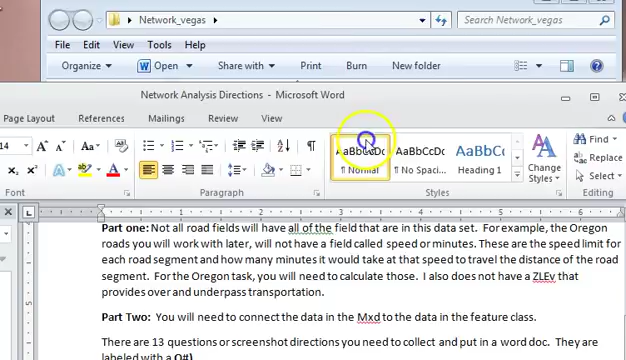 Network_vegas
Search Network_vegas
File Edit View Tools Help
Organize Open Share with Print Burn New folder
Network Analysis Directions - Microsoft Word
Page Layout References Mailings Review View
14 Aa
AaBbCcDc AaBbCcDc AaBbC
Find
Replace
Select
¶ Normal ¶ No Spaci... Heading 1
Change
Styles
Font Paragraph Styles Editing
Part one: Not all road fields will have all of the field that are in this data set. For example, the Oregon
roads you will work with later, will not have a field called speed or minutes. These are the speed limit for
each road segment and how many minutes it would take at that speed to travel the distance of the road
segment. For the Oregon task, you will need to calculate those. I also does not have a ZLEv that
provides over and underpass transportation.
Part Two: You will need to connect the data in the Mxd to the data in the feature class.
There are 13 questions or screenshot directions you need to collect and put in a word doc. They are
labeled with a Q#)